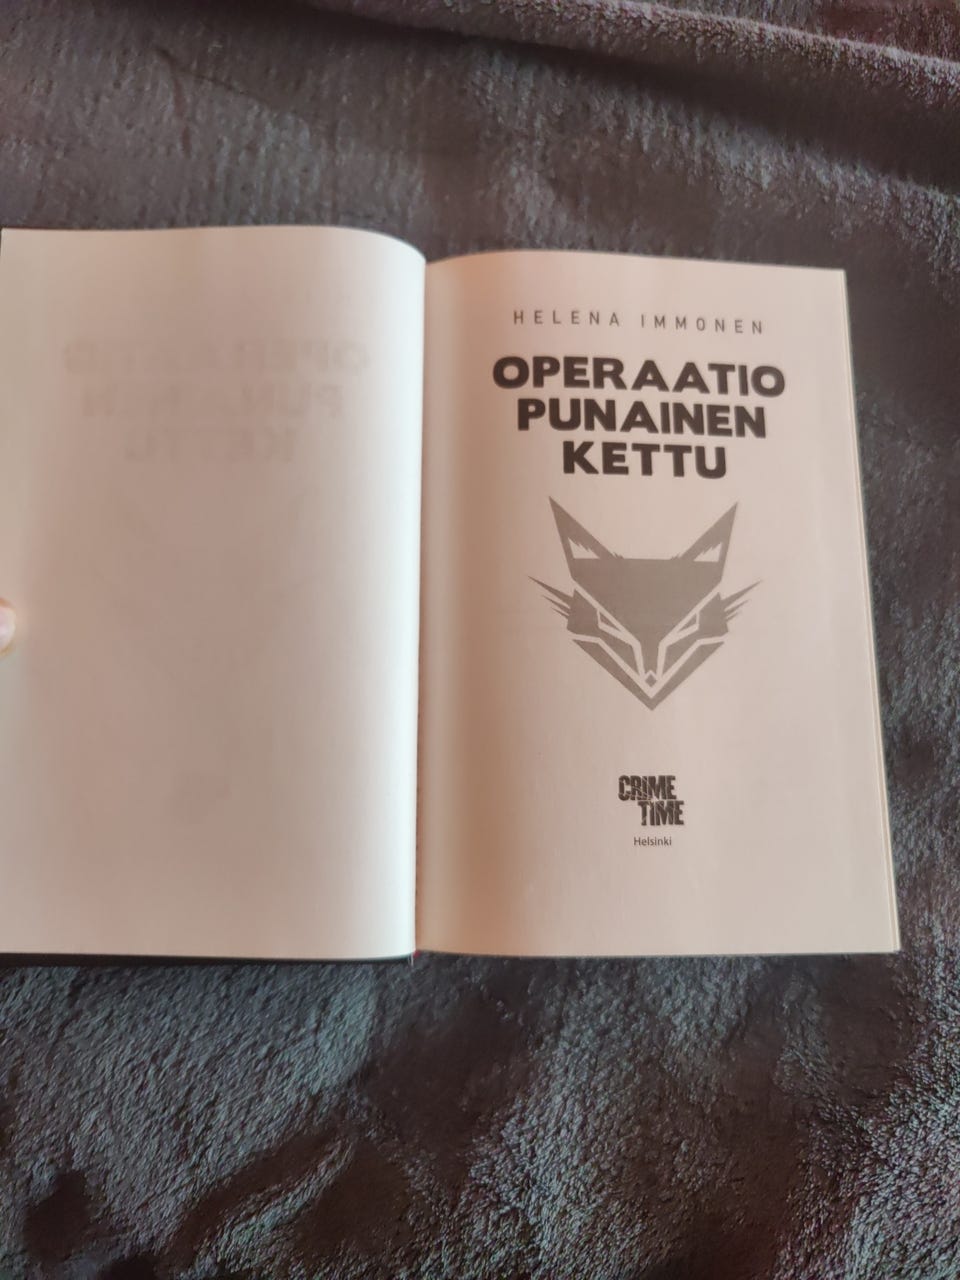 HELENA IMMONEN
OPERAATIO
PUNAINEN
KETTU
CRIME
TIME
Helsinki